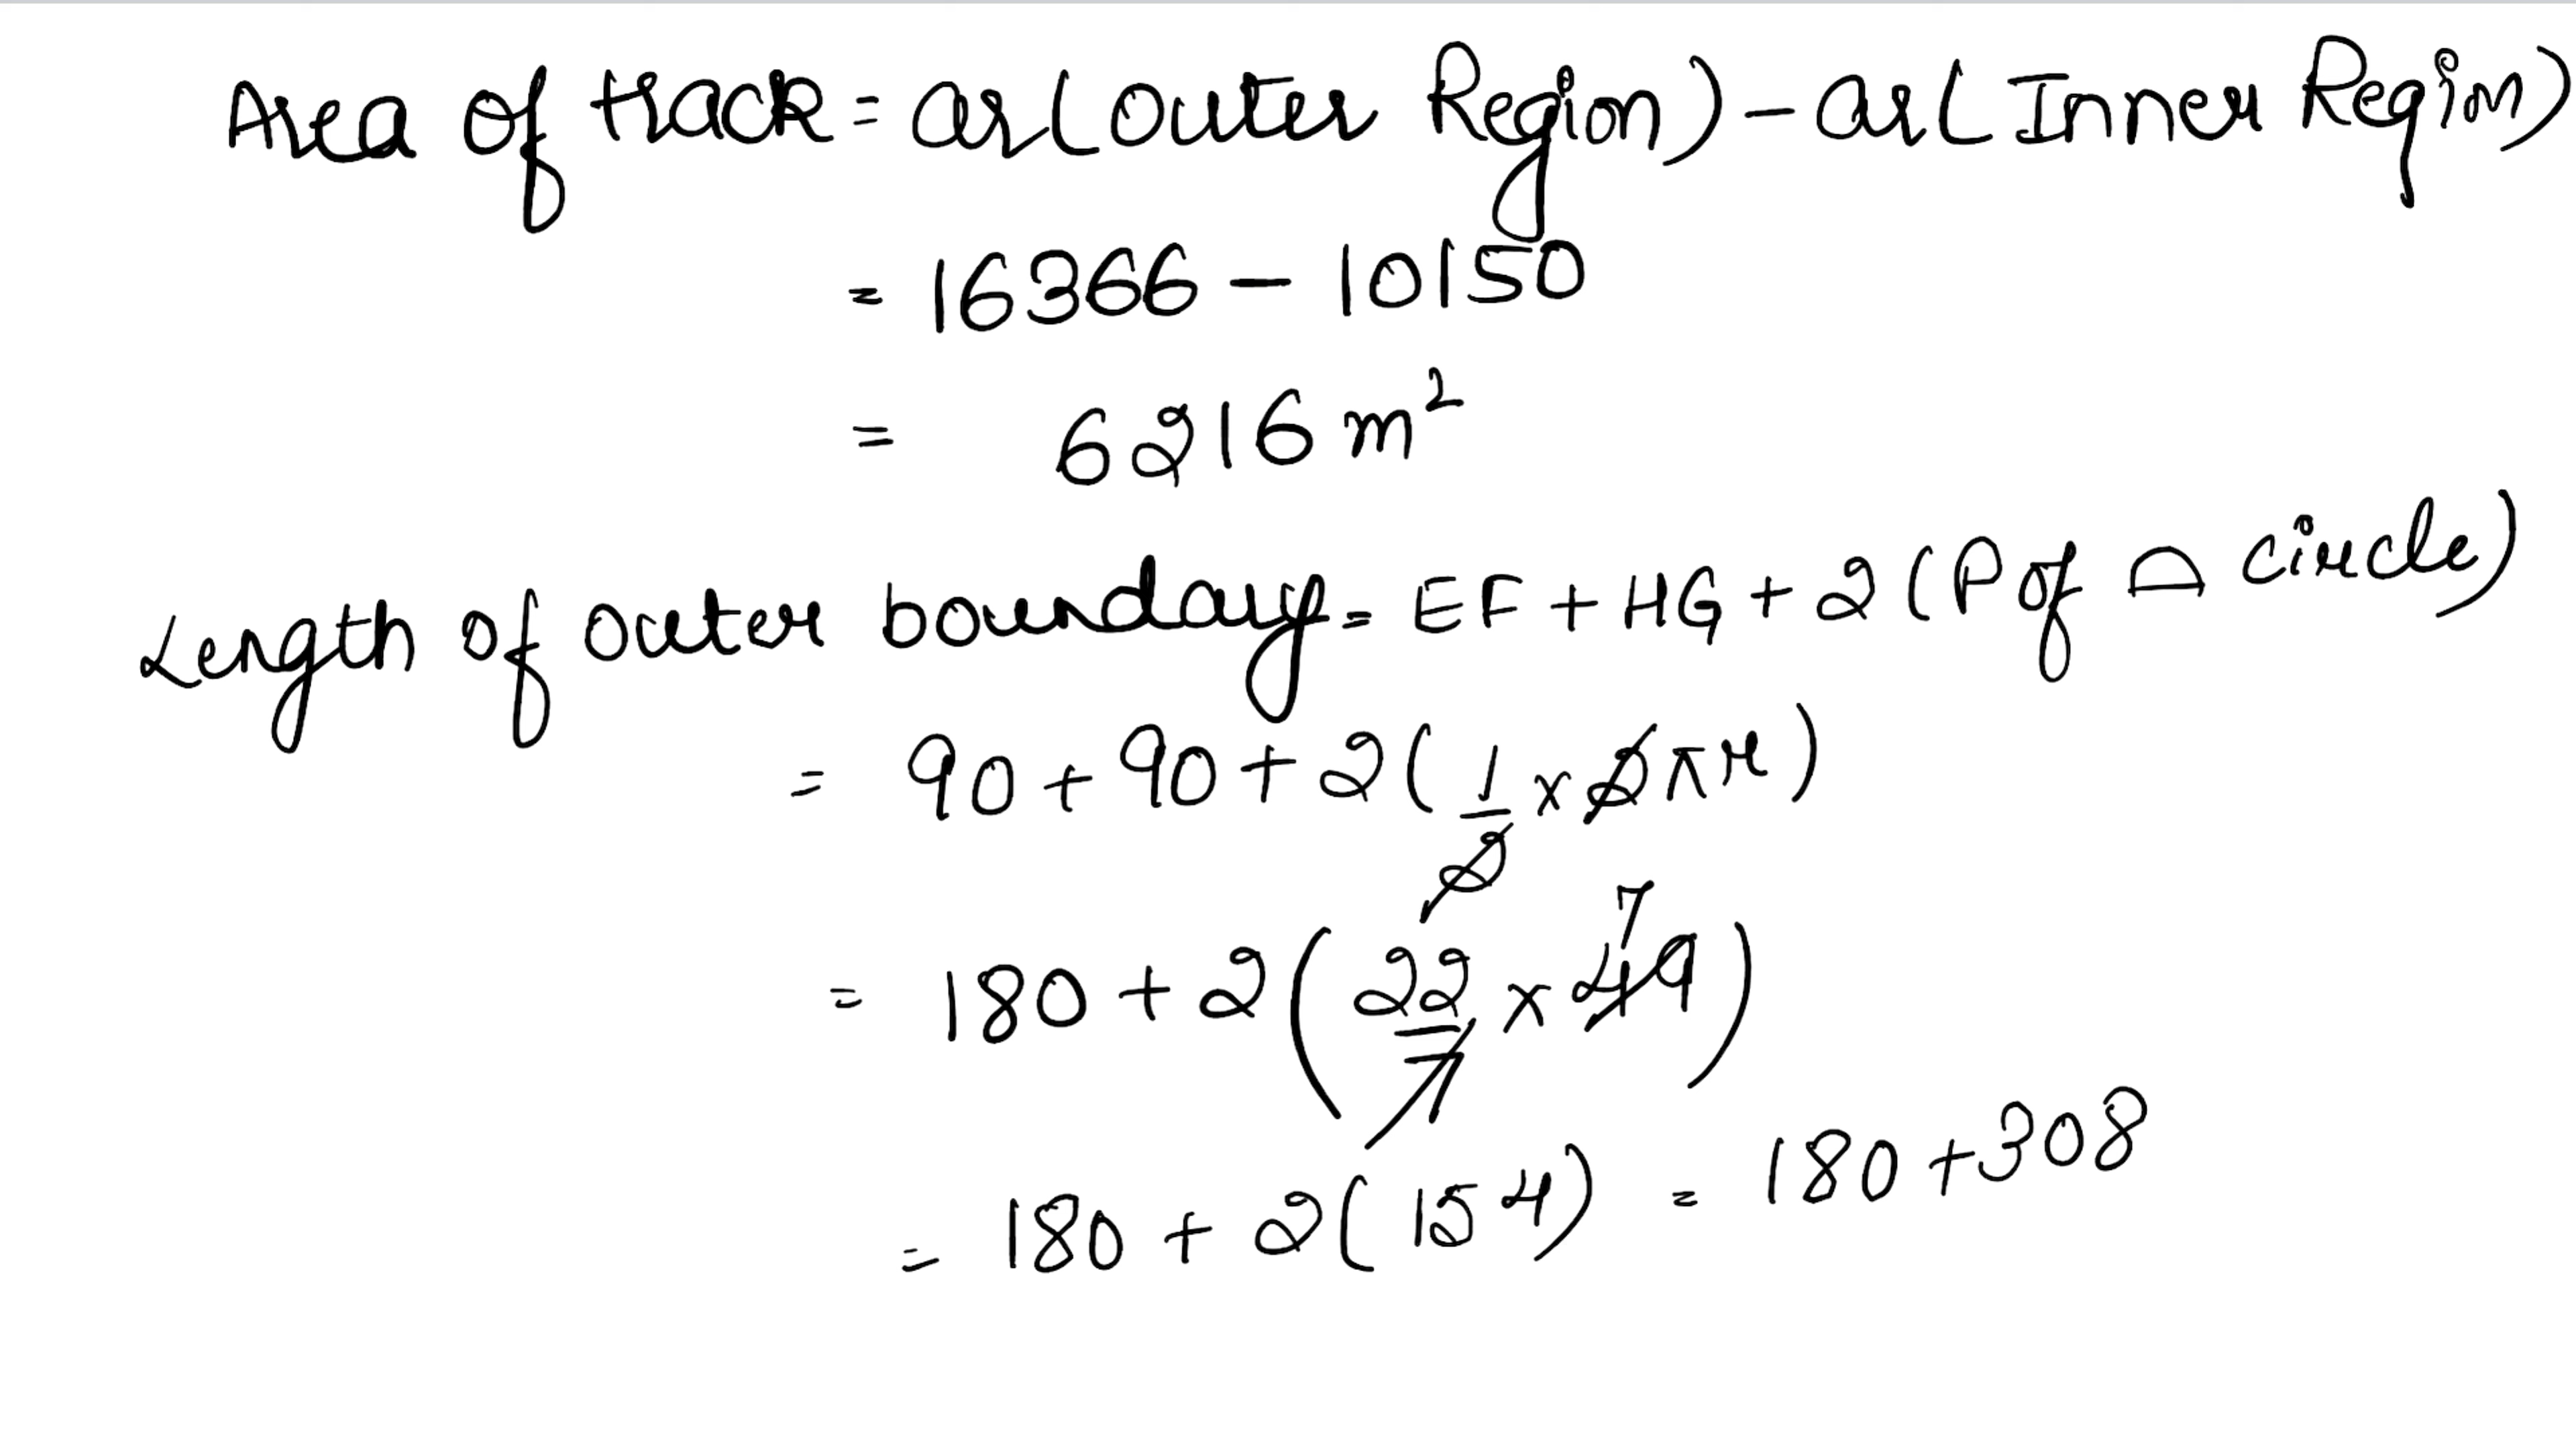 Area of track = ar(outer Region) - ar(Inner Region)
= 16366 - 10150
= 6216 m²
Length of outer boundary = EF + HG + 2(P of ⌓ circle)
= 90 + 90 + 2(1/2 × 2πr)
= 180 + 2(22/7 × 49) 7
= 180 + 2(154) = 180 + 308